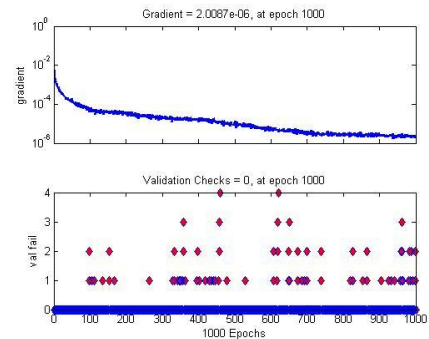 Gradient = 2.0087e-06, at epoch 1000
10^0
10^-2
10^-4
10^-6
gradient
Validation Checks = 0, at epoch 1000
4
3
2
1
0
val fail
0 100 200 300 400 500 600 700 800 900 1000
1000 Epochs